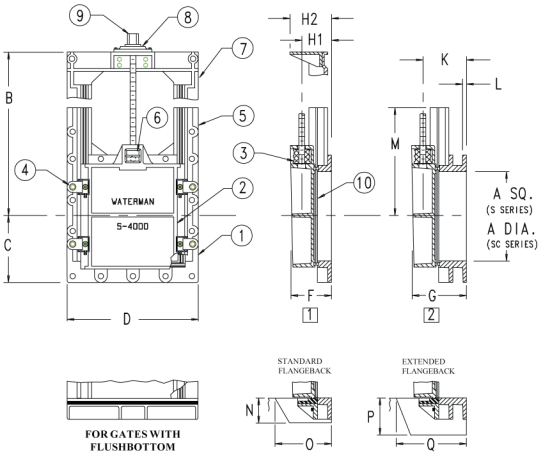 9
8
H2
H1
7
K
L
B
6
5
M
3
4
2
10
A SQ.
(S SERIES)
WATERMAN
S-4000
1
A DIA.
(SC SERIES)
C
D
F
G
1
2
STANDARD
FLANGEBACK
EXTENDED
FLANGEBACK
N
P
O
Q
FOR GATES WITH
FLUSHBOTTOM